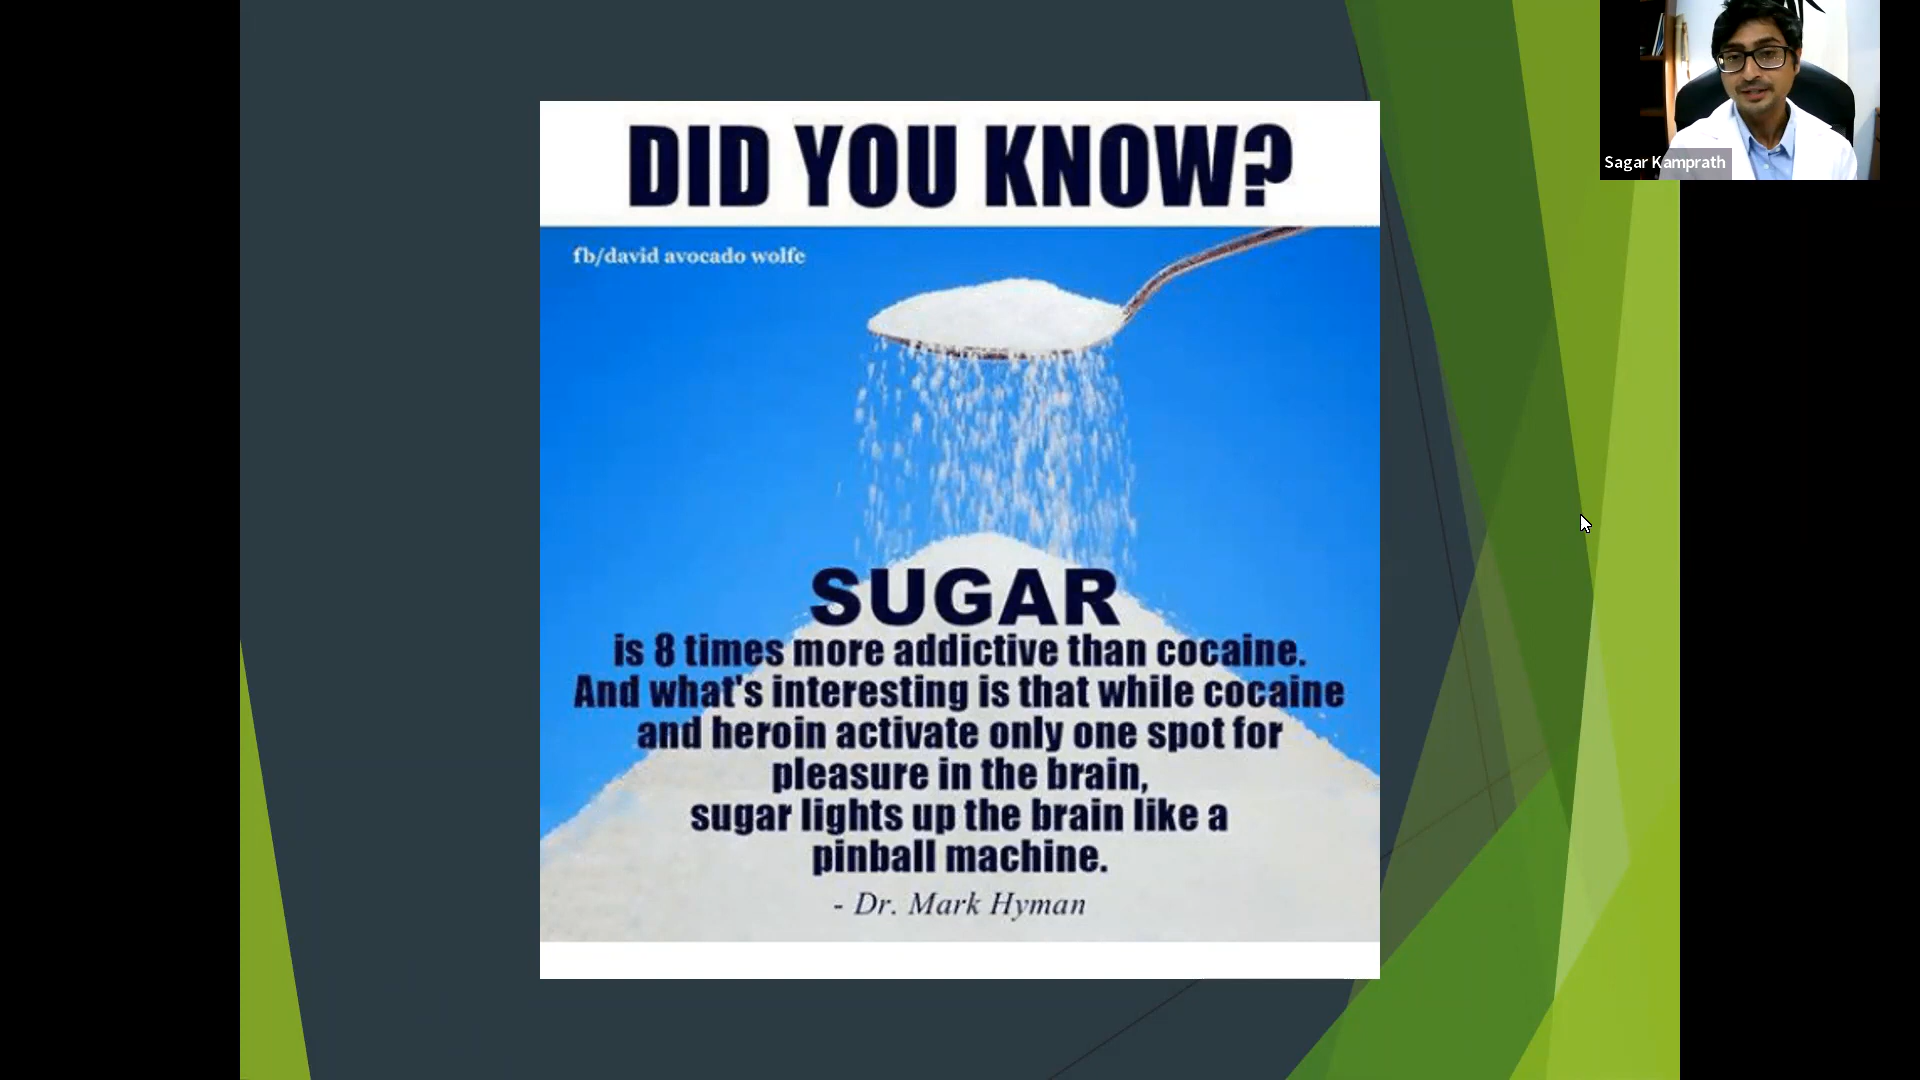 DID YOU KNOW?
fb/david avocado wolfe
SUGAR
is 8 times more addictive than cocaine.
And what's interesting is that while cocaine
and heroin activate only one spot for
pleasure in the brain,
sugar lights up the brain like a
pinball machine.
- Dr. Mark Hyman
Sagar Kamprath